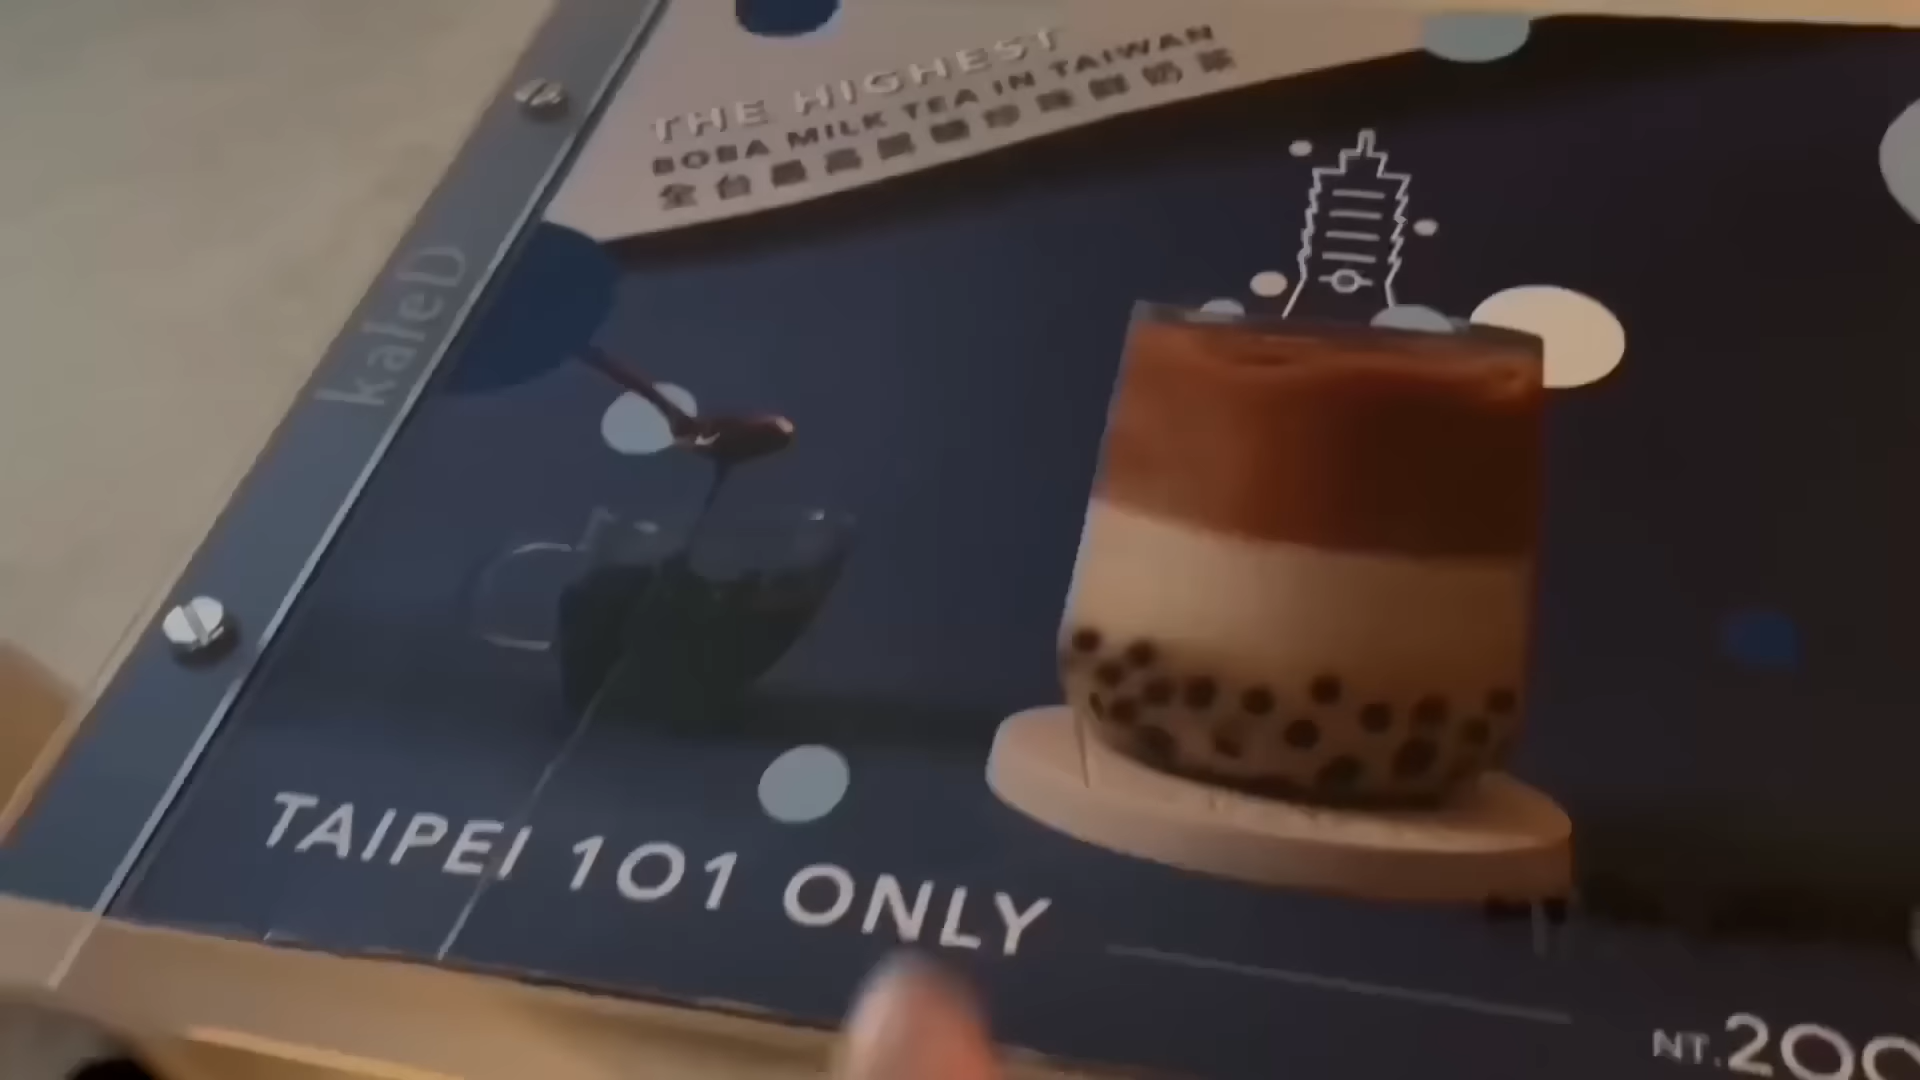 THE HIGHEST
BOBA MILK TEA IN TAIWAN
全台最高黑糖珍珠鮮奶茶
kaleD
TAIPEI 101 ONLY
NT.200